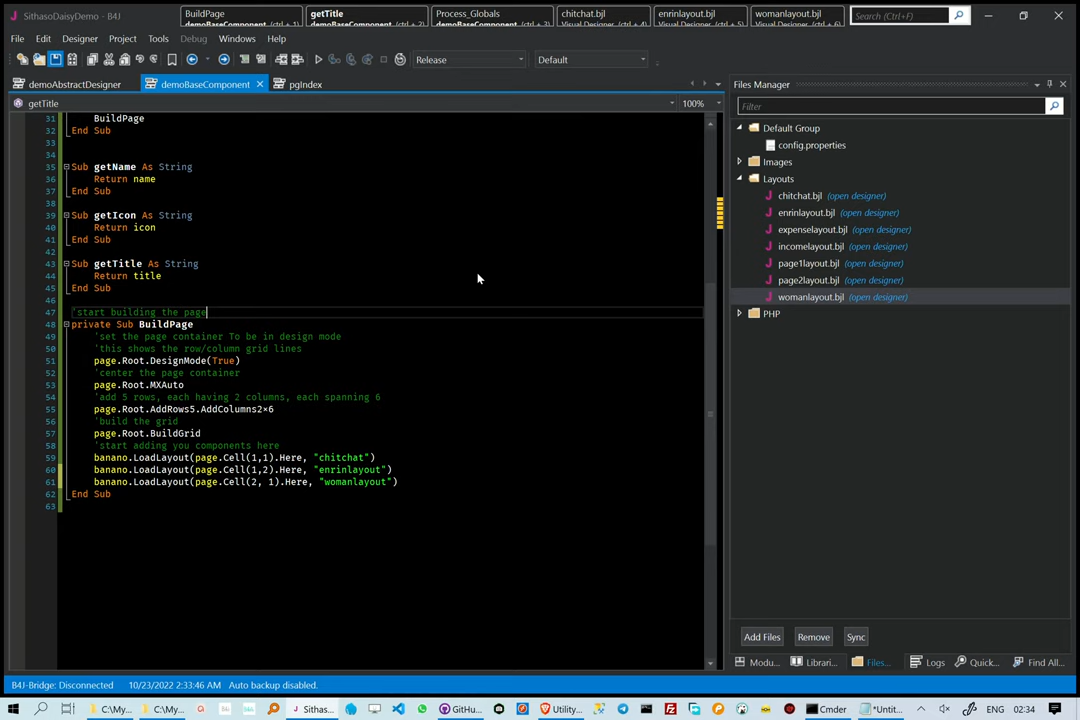 SithasoDaisyDemo - B4J
BuildPage
demoBaseComponent (ctrl + 1)
getTitle
demoBaseComponent (ctrl + 2)
Process_Globals
demoBaseComponent (ctrl + 3)
chitchat.bjl
Visual Designer (ctrl + 4)
enrinlayout.bjl
Visual Designer (ctrl + 5)
womanlayout.bjl
Visual Designer (ctrl + 6)
Search (Ctrl+F)
File Edit Designer Project Tools Debug Windows Help
Release
Default
demoAbstractDesigner
demoBaseComponent
pgIndex
getTitle
100%
31 BuildPage
32 End Sub
33
34
35 Sub getName As String
36 Return name
37 End Sub
38
39 Sub getIcon As String
40 Return icon
41 End Sub
42
43 Sub getTitle As String
44 Return title
45 End Sub
46
47 'start building the page
48 private Sub BuildPage
49 'set the page container To be in design mode
50 'this shows the row/column grid lines
51 page.Root.DesignMode(True)
52 'center the page container
53 page.Root.MXAuto
54 'add 5 rows, each having 2 columns, each spanning 6
55 page.Root.AddRows5.AddColumns2×6
56 'build the grid
57 page.Root.BuildGrid
58 'start adding you components here
59 banano.LoadLayout(page.Cell(1,1).Here, "chitchat")
60 banano.LoadLayout(page.Cell(1,2).Here, "enrinlayout")
61 banano.LoadLayout(page.Cell(2, 1).Here, "womanlayout")
62 End Sub
63
Files Manager
Filter
Default Group
config.properties
Images
Layouts
chitchat.bjl (open designer)
enrinlayout.bjl (open designer)
expenselayout.bjl (open designer)
incomelayout.bjl (open designer)
page1layout.bjl (open designer)
page2layout.bjl (open designer)
womanlayout.bjl (open designer)
PHP
Add Files Remove Sync
Modu... Librari... Files... Logs Quick... Find All...
B4J-Bridge: Disconnected 10/23/2022 2:33:46 AM Auto backup disabled.
C:\My... C:\My... Sithas... GitHu... Utility... Cmder *Untit... ENG 02:34